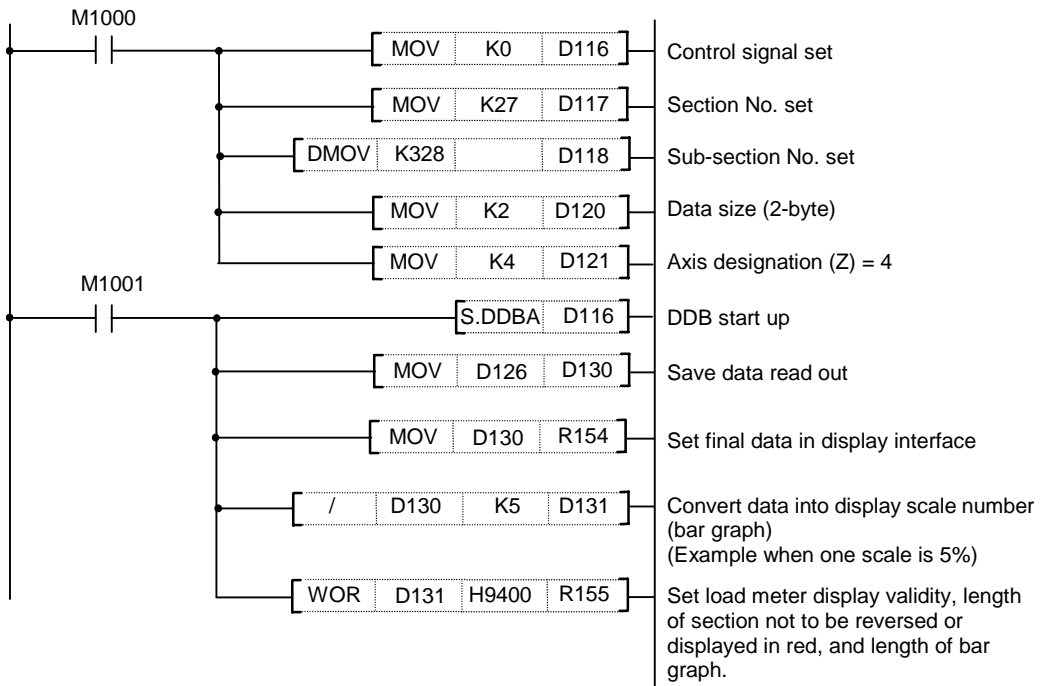 M1000
MOV K0 D116 Control signal set
MOV K27 D117 Section No. set
DMOV K328 D118 Sub-section No. set
MOV K2 D120 Data size (2-byte)
MOV K4 D121 Axis designation (Z) = 4
M1001
S.DDBA D116 DDB start up
MOV D126 D130 Save data read out
MOV D130 R154 Set final data in display interface
/ D130 K5 D131 Convert data into display scale number
(bar graph)
(Example when one scale is 5%)
WOR D131 H9400 R155 Set load meter display validity, length
of section not to be reversed or
displayed in red, and length of bar
graph.